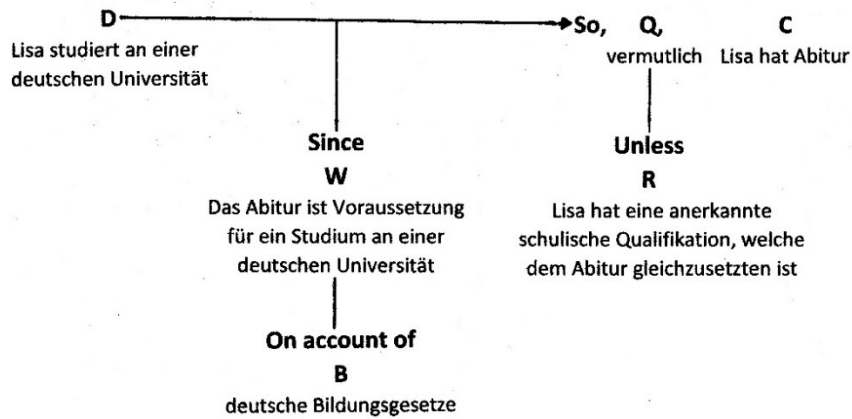 D So, Q, C
Lisa studiert an einer vermutlich Lisa hat Abitur
deutschen Universität
Since Unless
W R
Das Abitur ist Voraussetzung Lisa hat eine anerkannte
für ein Studium an einer schulische Qualifikation, welche
deutschen Universität dem Abitur gleichzusetzten ist
On account of
B
deutsche Bildungsgesetze